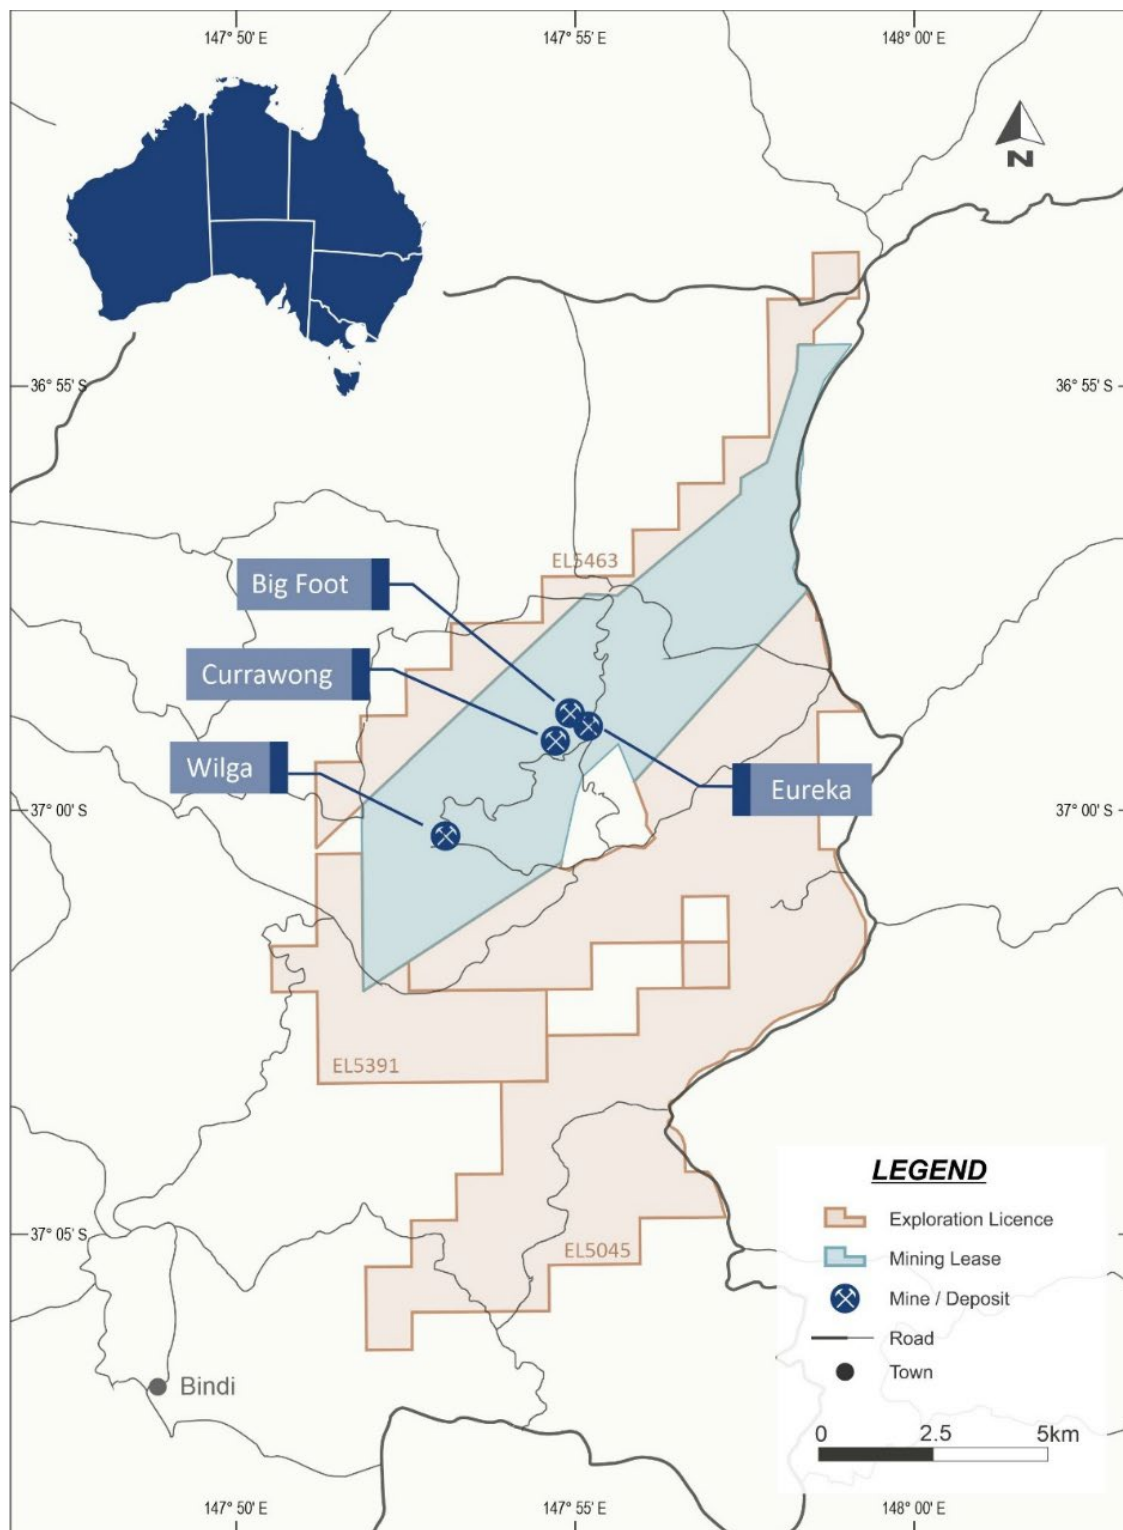 147° 50' E
147° 55' E
148° 00' E
N
36° 55' S
36° 55' S
EL5463
Big Foot
Currawong
Wilga
Eureka
37° 00' S
37° 00' S
EL5391
LEGEND
Exploration Licence
Mining Lease
Mine / Deposit
Road
Town
0 2.5 5km
37° 05' S
37° 05' S
EL5045
Bindi
147° 50' E
147° 55' E
148° 00' E